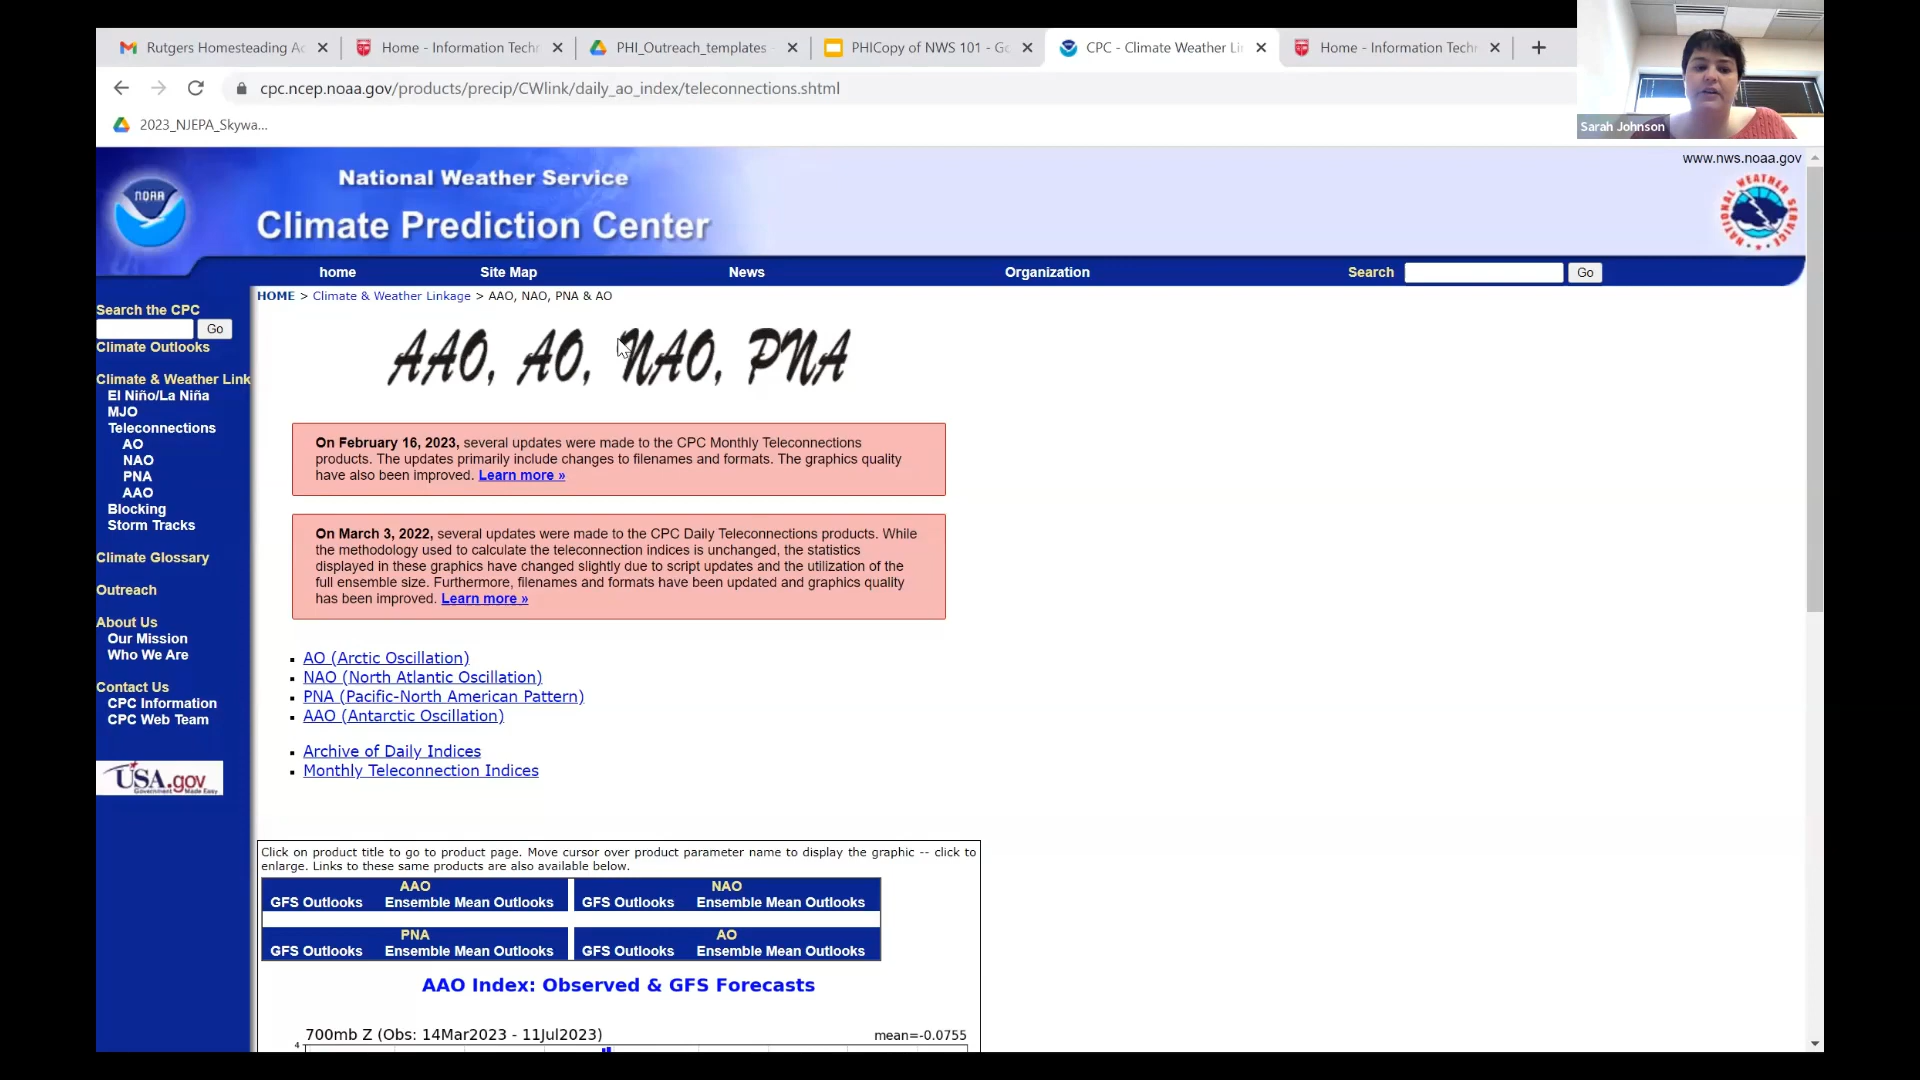 Rutgers Homesteading Ac
Home - Information Techn
PHI_Outreach_templates -
PHICopy of NWS 101 - Go
CPC - Climate Weather Li
Home - Information Techn
cpc.ncep.noaa.gov/products/precip/CWlink/daily_ao_index/teleconnections.shtml
2023_NJEPA_Skywa...
Sarah Johnson
www.nws.noaa.gov
NOAA
National Weather Service
Climate Prediction Center
NATIONAL WEATHER SERVICE
home
Site Map
News
Organization
Search
Go
HOME > Climate & Weather Linkage > AAO, NAO, PNA & AO
Search the CPC
Go
Climate Outlooks
Climate & Weather Link
El Niño/La Niña
MJO
Teleconnections
AO
NAO
PNA
AAO
Blocking
Storm Tracks
Climate Glossary
Outreach
About Us
Our Mission
Who We Are
Contact Us
CPC Information
CPC Web Team
USA.gov
Government Made Easy
AAO, AO, NAO, PNA
On February 16, 2023, several updates were made to the CPC Monthly Teleconnections
products. The updates primarily include changes to filenames and formats. The graphics quality
have also been improved. Learn more »
On March 3, 2022, several updates were made to the CPC Daily Teleconnections products. While
the methodology used to calculate the teleconnection indices is unchanged, the statistics
displayed in these graphics have changed slightly due to script updates and the utilization of the
full ensemble size. Furthermore, filenames and formats have been updated and graphics quality
has been improved. Learn more »
AO (Arctic Oscillation)
NAO (North Atlantic Oscillation)
PNA (Pacific-North American Pattern)
AAO (Antarctic Oscillation)
Archive of Daily Indices
Monthly Teleconnection Indices
Click on product title to go to product page. Move cursor over product parameter name to display the graphic -- click to
enlarge. Links to these same products are also available below.
AAO
GFS Outlooks Ensemble Mean Outlooks
NAO
GFS Outlooks Ensemble Mean Outlooks
PNA
GFS Outlooks Ensemble Mean Outlooks
AO
GFS Outlooks Ensemble Mean Outlooks
AAO Index: Observed & GFS Forecasts
700mb Z (Obs: 14Mar2023 - 11Jul2023)
mean=-0.0755
4